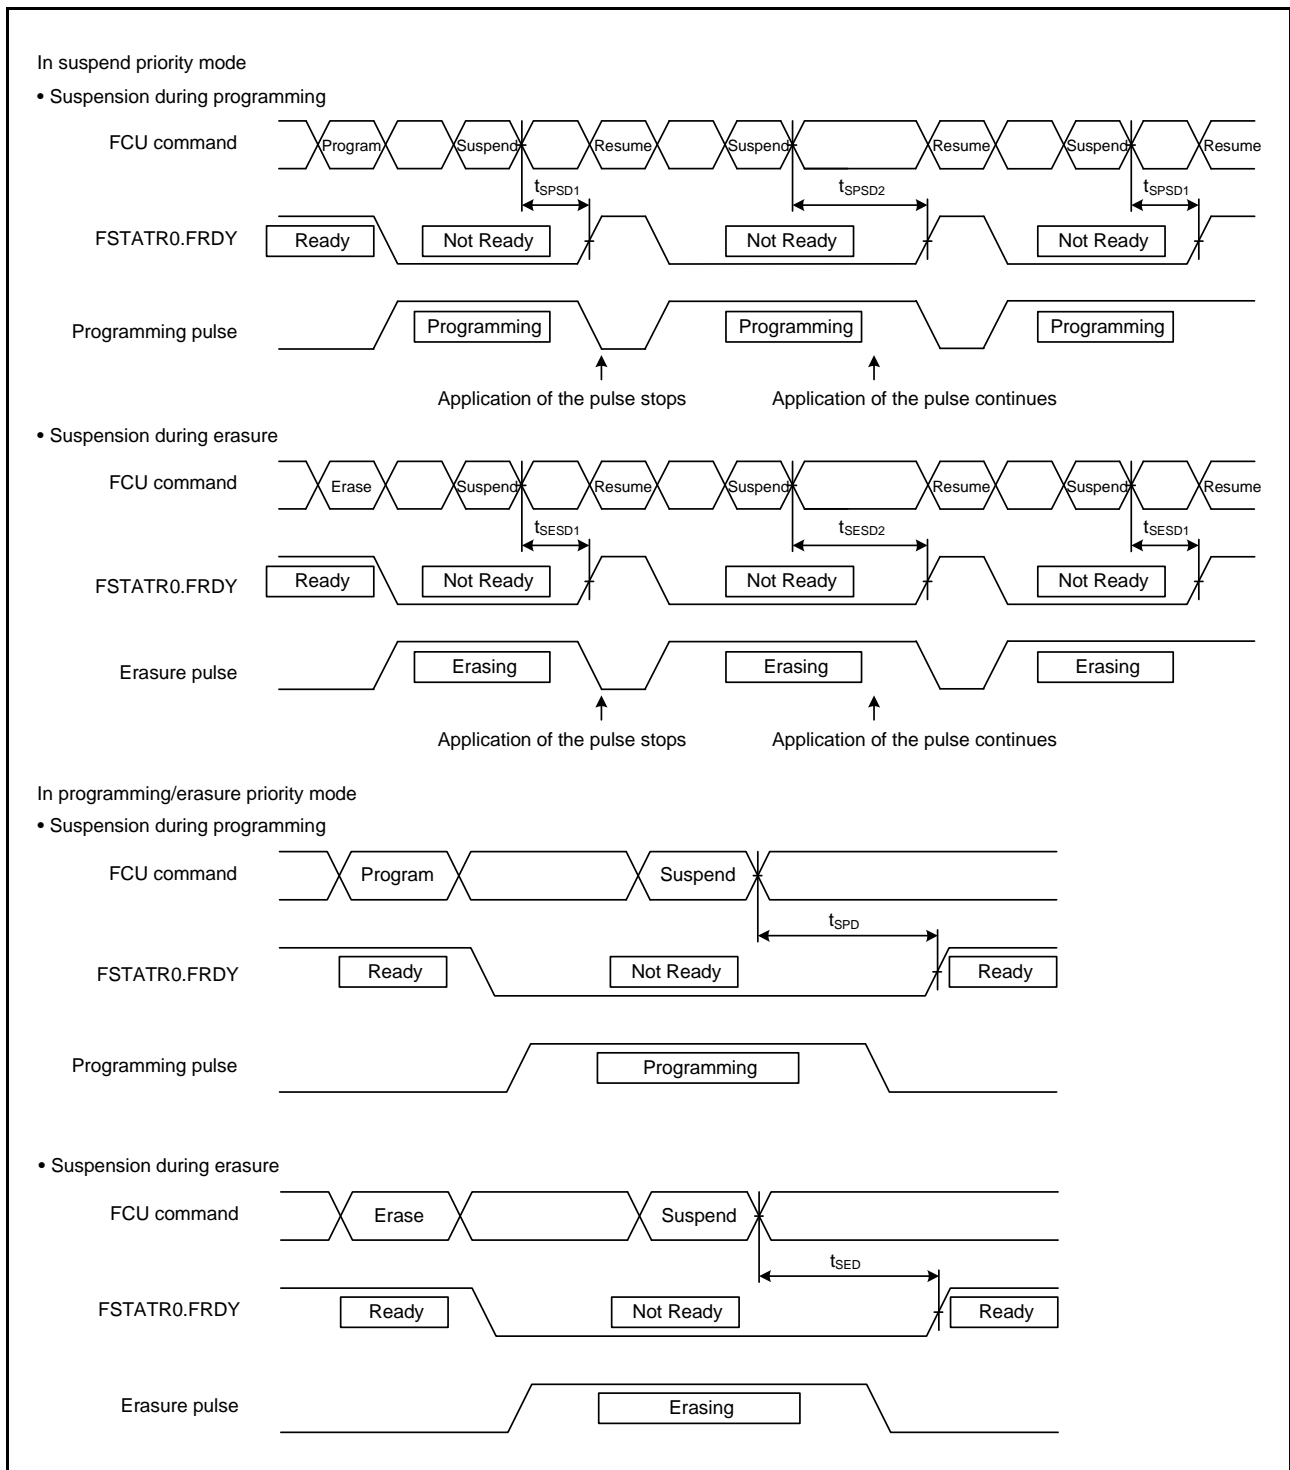 In suspend priority mode
• Suspension during programming
FCU command Program Suspend Resume Suspend Resume Suspend Resume
tSPSD1 tSPSD2 tSPSD1
FSTATR0.FRDY Ready Not Ready Not Ready Not Ready
Programming pulse Programming Programming Programming
Application of the pulse stops Application of the pulse continues
• Suspension during erasure
FCU command Erase Suspend Resume Suspend Resume Suspend Resume
tSESD1 tSESD2 tSESD1
FSTATR0.FRDY Ready Not Ready Not Ready Not Ready
Erasure pulse Erasing Erasing Erasing
Application of the pulse stops Application of the pulse continues
In programming/erasure priority mode
• Suspension during programming
FCU command Program Suspend
tSPD
FSTATR0.FRDY Ready Not Ready Ready
Programming pulse Programming
• Suspension during erasure
FCU command Erase Suspend
tSED
FSTATR0.FRDY Ready Not Ready Ready
Erasure pulse Erasing